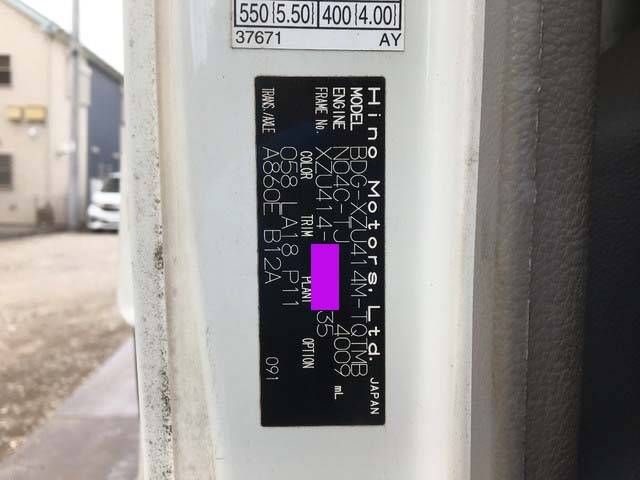 550 5.50 400 4.00
37671 AY
Hino Motors, Ltd. JAPAN
MODEL BDG-XZU414M-TQTMB
ENGINE N04C-TJ 4009 mL
FRAME No. XZU414- 35
COLOR TRIM PLANT OPTION
058 LA18 P11 091
TRANS./AXLE A860E B12A